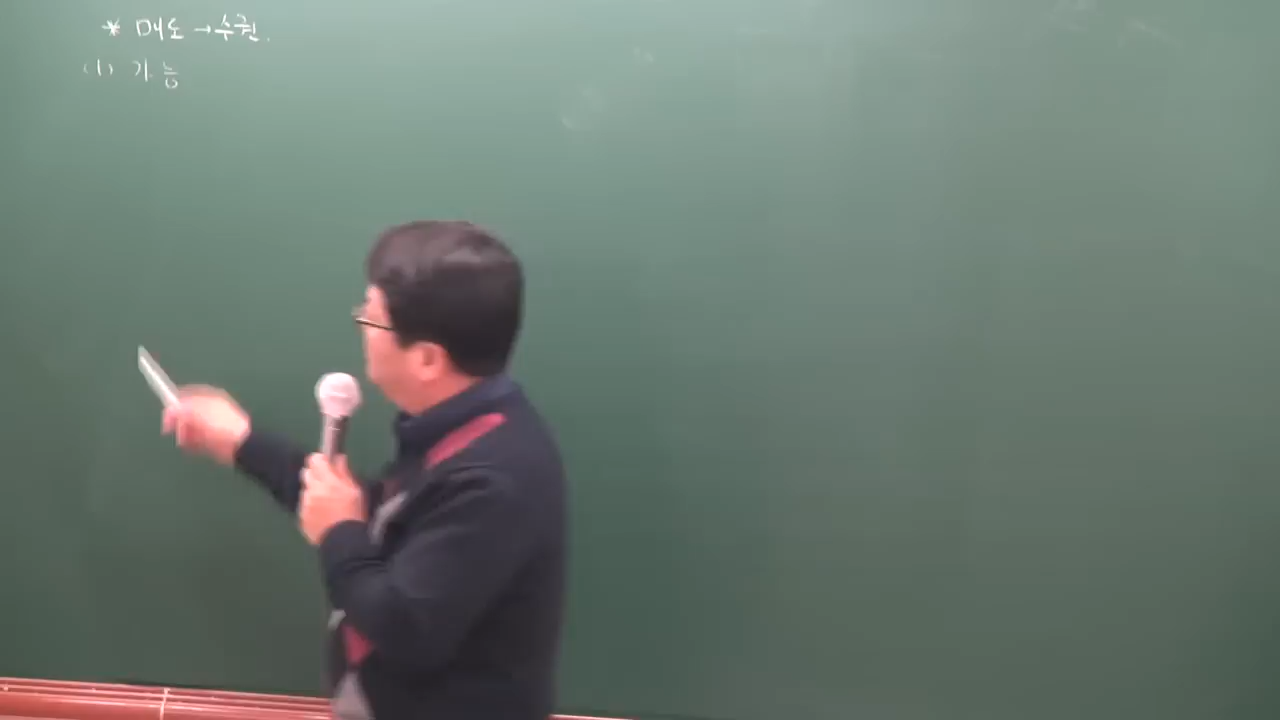 * 매도 → 수권.
(1) 기능